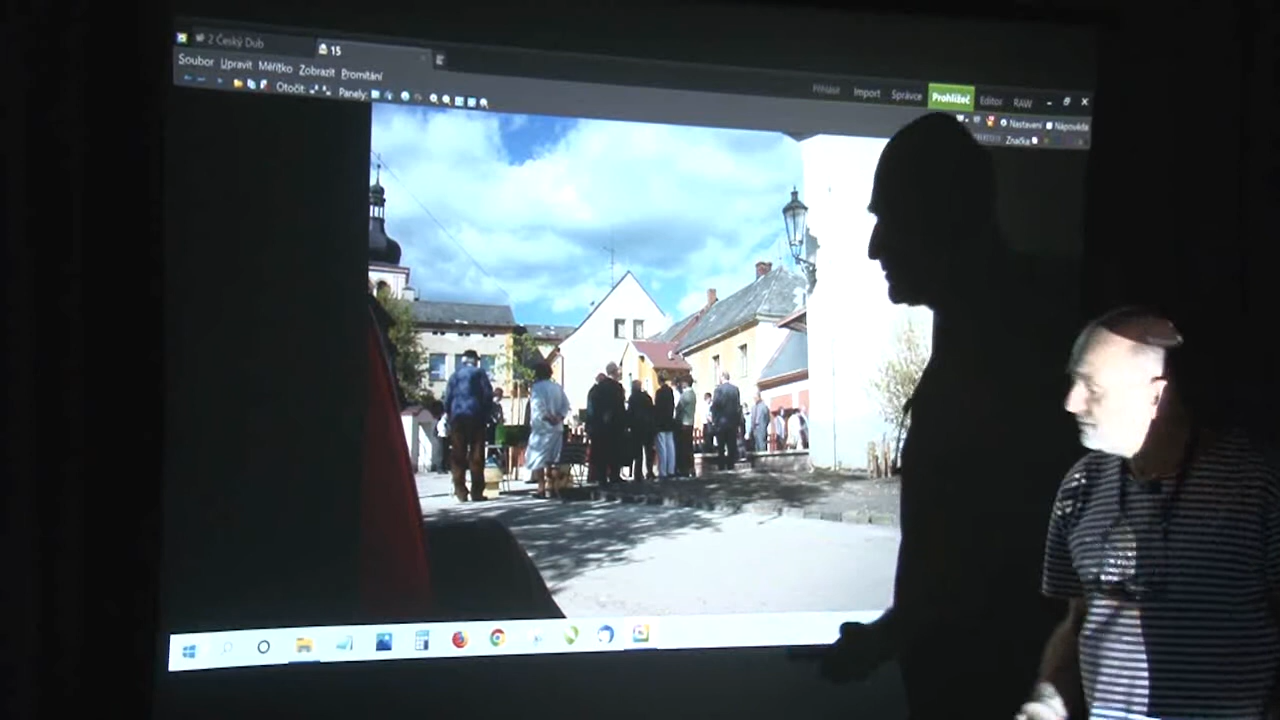 2 Český Dub
15
Soubor Upravit Měřítko Zobrazit Promítání
Otočit: Panely:
Import Správce Prohlížeč Editor RAW
Nastavení Nápověda
Značka